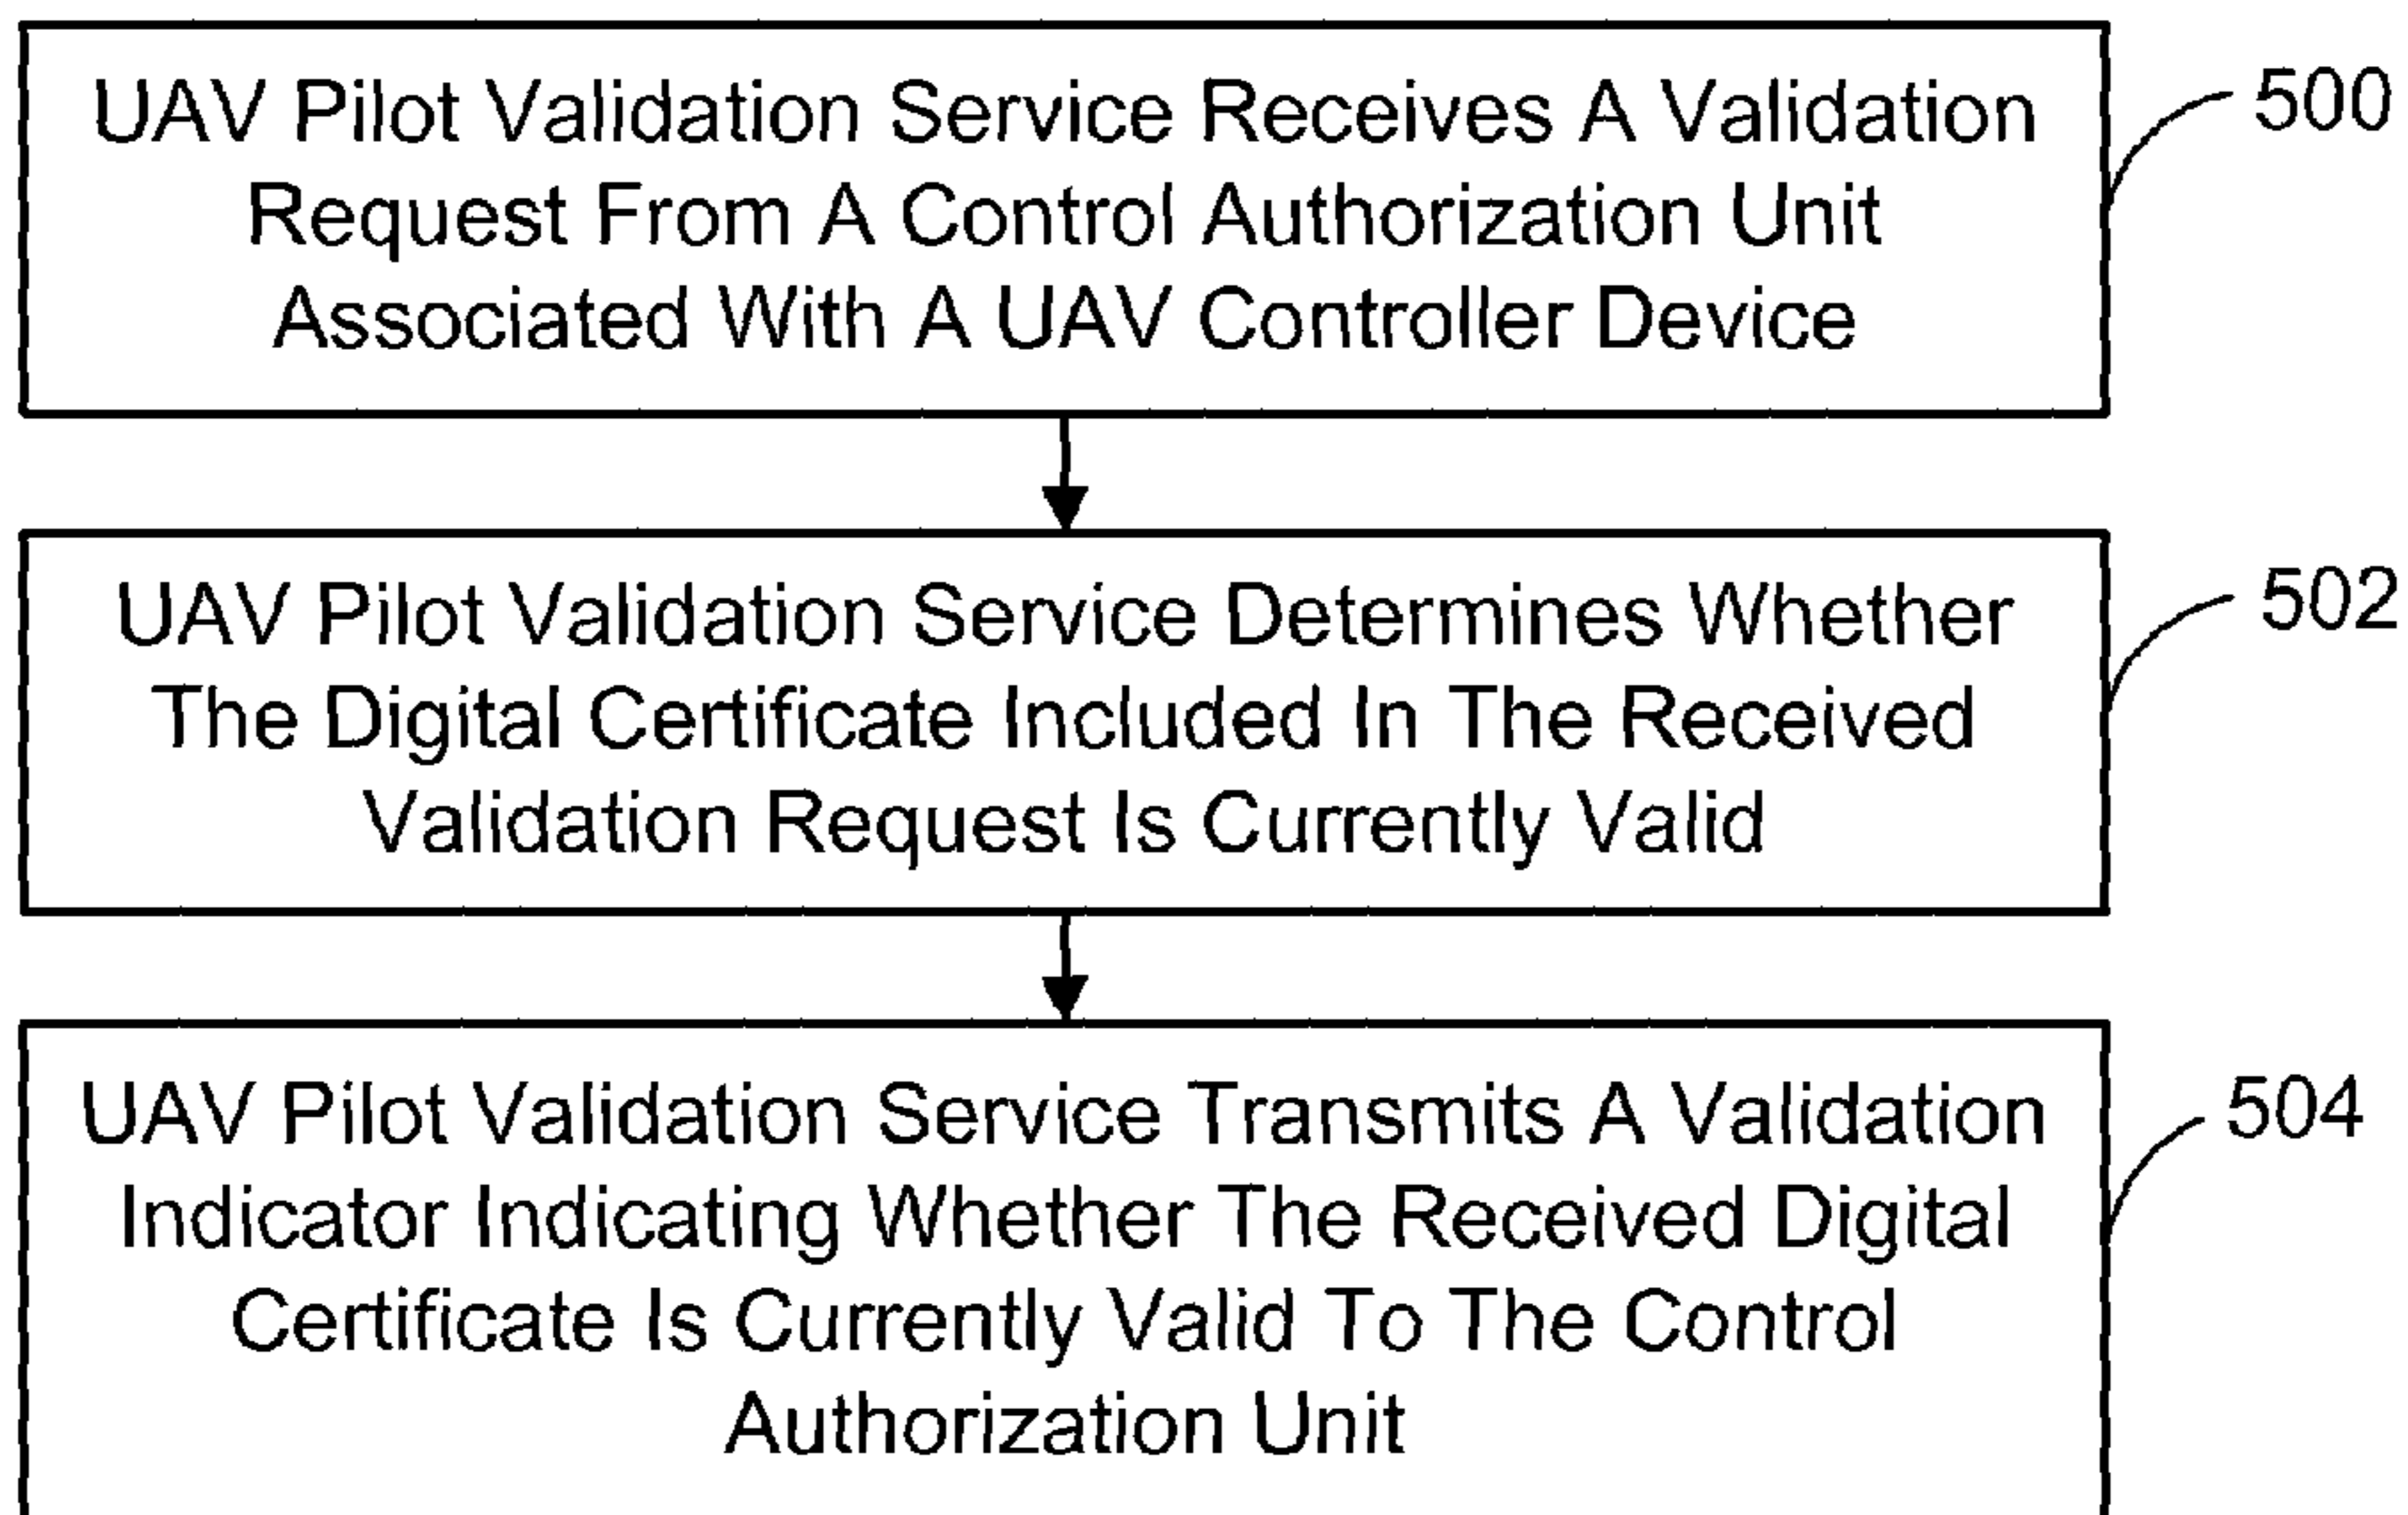 UAV Pilot Validation Service Receives A Validation
Request From A Control Authorization Unit
Associated With A UAV Controller Device
500
UAV Pilot Validation Service Determines Whether
The Digital Certificate Included In The Received
Validation Request Is Currently Valid
502
UAV Pilot Validation Service Transmits A Validation
Indicator Indicating Whether The Received Digital
Certificate Is Currently Valid To The Control
Authorization Unit
504